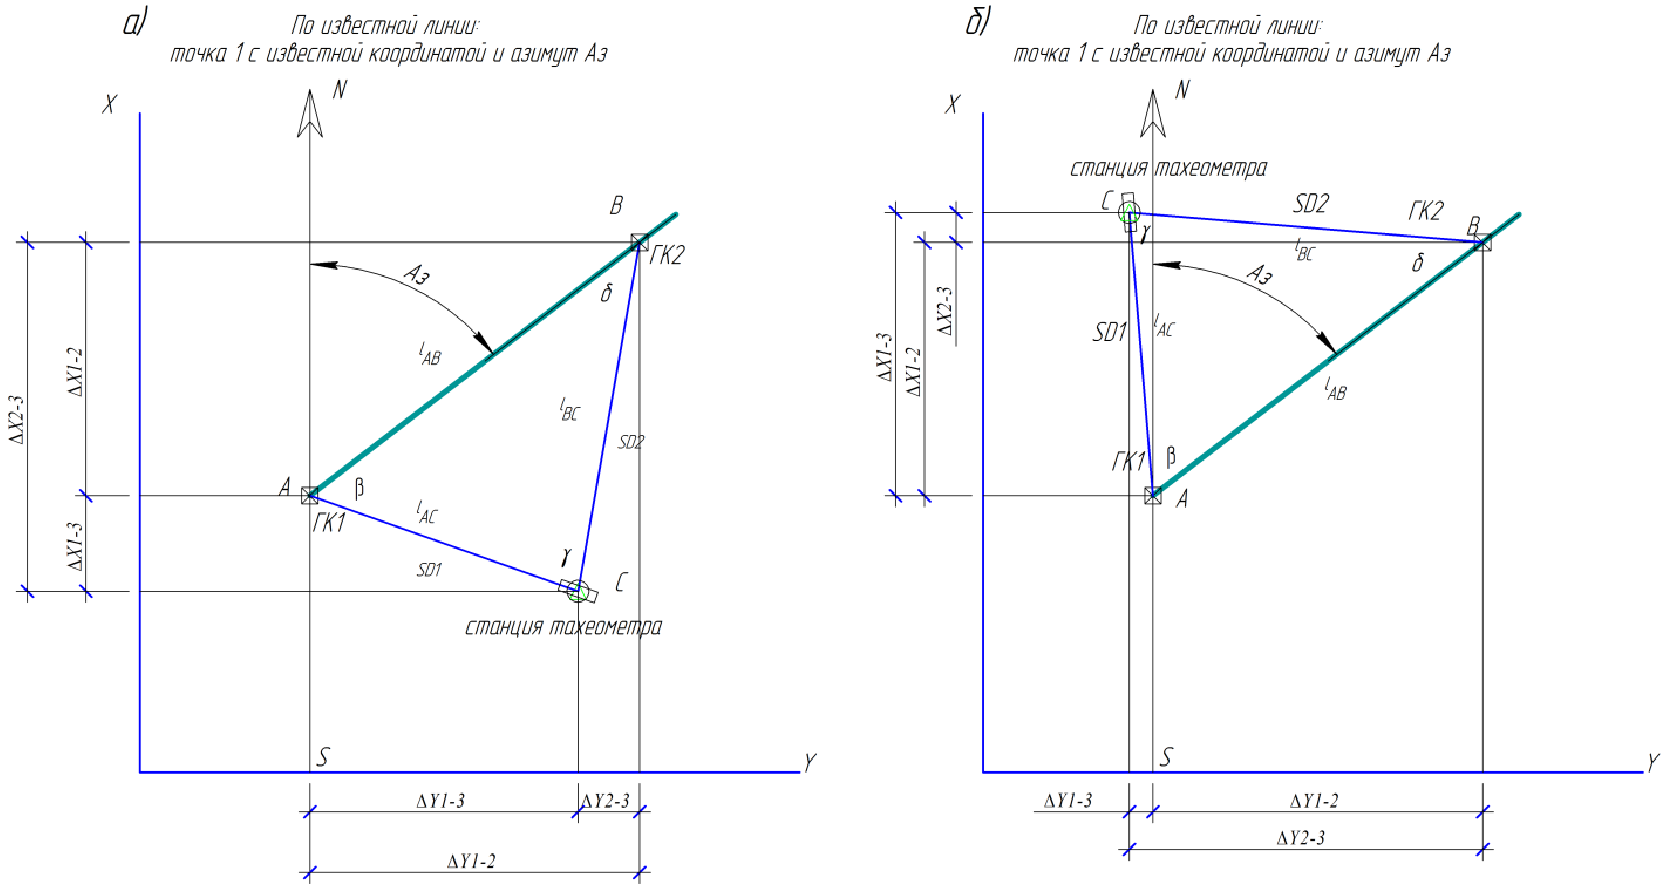 а)
По известной линии:
точка 1 с известной координатой и азимут Аз
X
N
B
ГК2
Аз
δ
lAB
ΔX1-2
ΔX2-3
lBC
SD2
A
β
ГК1
lAC
ΔX1-3
SD1
γ
C
станция тахеометра
S
Y
ΔY1-3
ΔY2-3
ΔY1-2
б)
По известной линии:
точка 1 с известной координатой и азимут Аз
X
N
станция тахеометра
C
SD2
ГК2
B
γ
lBC
δ
Аз
ΔX2-3
SD1
lAC
ΔX1-3
ΔX1-2
lAB
ГК1
β
A
S
Y
ΔY1-3
ΔY1-2
ΔY2-3